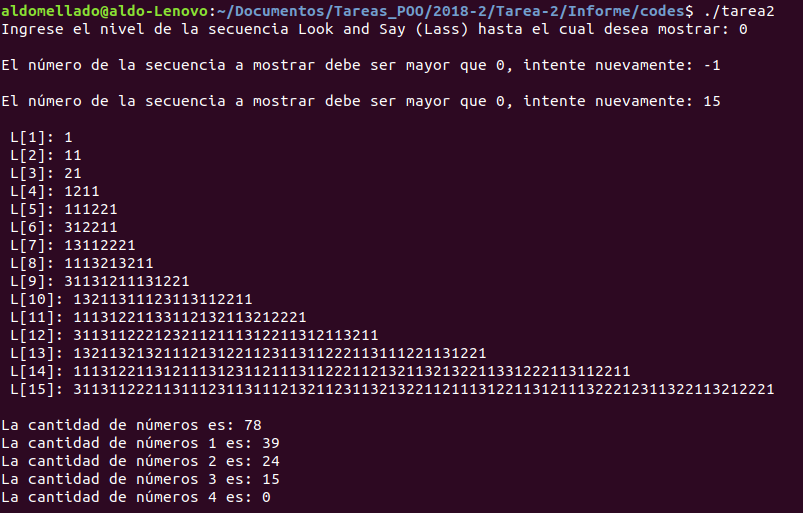 aldomellado@aldo-Lenovo:~/Documentos/Tareas_POO/2018-2/Tarea-2/Informe/codes$ ./tarea2
Ingrese el nivel de la secuencia Look and Say (Lass) hasta el cual desea mostrar: 0
El número de la secuencia a mostrar debe ser mayor que 0, intente nuevamente: -1
El número de la secuencia a mostrar debe ser mayor que 0, intente nuevamente: 15
L[1]: 1
L[2]: 11
L[3]: 21
L[4]: 1211
L[5]: 111221
L[6]: 312211
L[7]: 13112221
L[8]: 1113213211
L[9]: 31131211131221
L[10]: 13211311123113112211
L[11]: 11131221133112132113212221
L[12]: 3113112221232112111312211312113211
L[13]: 1321132132111213122112311311222113111221131221
L[14]: 11131221131211131231121113112221121321132132211331222113112211
L[15]: 311311222113111231131112132112311321322112111312211312111322212311322113212221
La cantidad de números es: 78
La cantidad de números 1 es: 39
La cantidad de números 2 es: 24
La cantidad de números 3 es: 15
La cantidad de números 4 es: 0